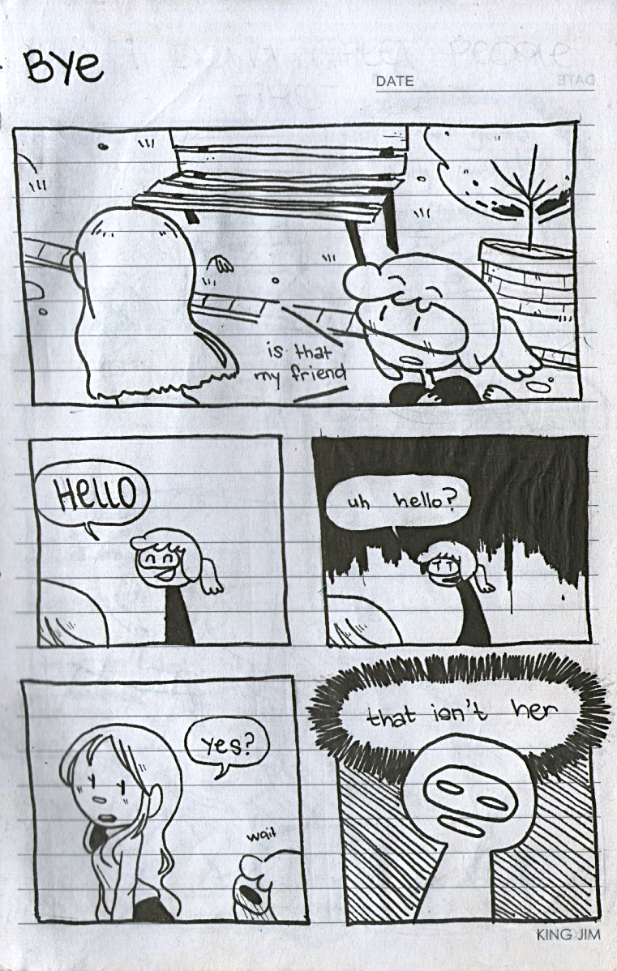 BYE
DATE
is that
my friend
Hello
uh hello?
yes?
wait
that isn't her
KING JIM